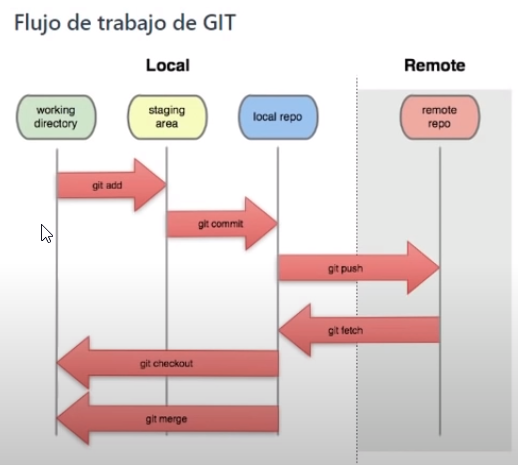 Flujo de trabajo de GIT
Local
Remote
working
directory
staging
area
local repo
remote
repo
git add
git commit
git push
git fetch
git checkout
git merge